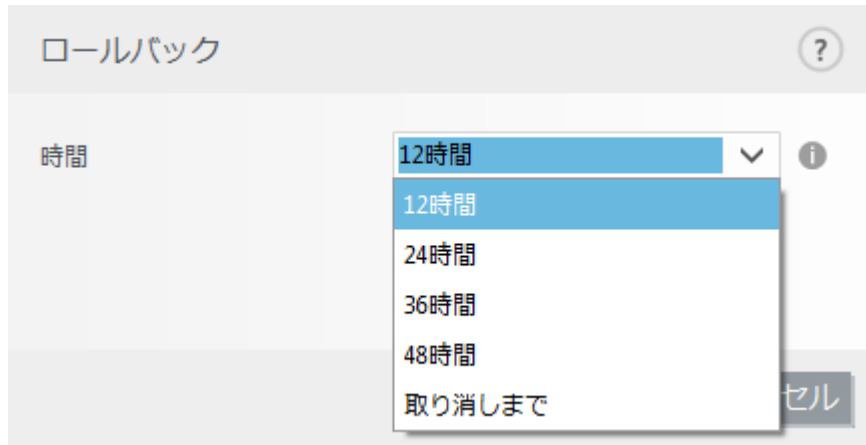 ロールバック
?
時間
12時間
i
12時間
24時間
36時間
48時間
取り消しまで
セル